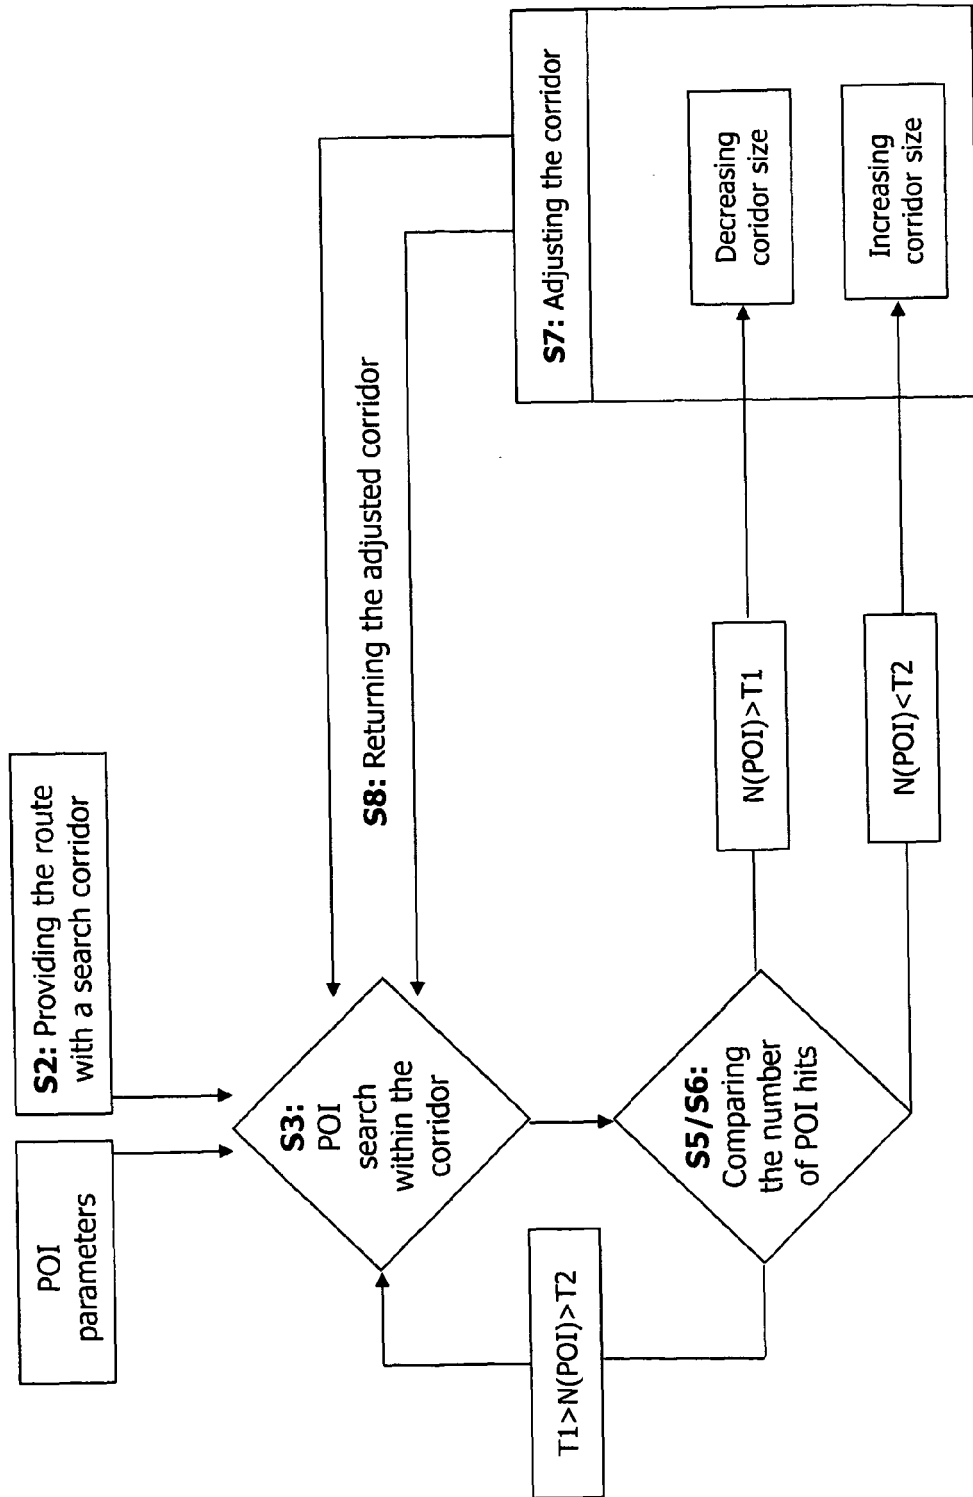 POI
parameters
S2: Providing the route
with a search corridor
S3:
POI
search
within the
corridor
S8: Returning the adjusted corridor
S7: Adjusting the corridor
T1>N(POI)>T2
S5/S6:
Comparing
the number
of POI hits
N(POI)>T1
Decreasing
coridor size
N(POI)<T2
Increasing
corridor size